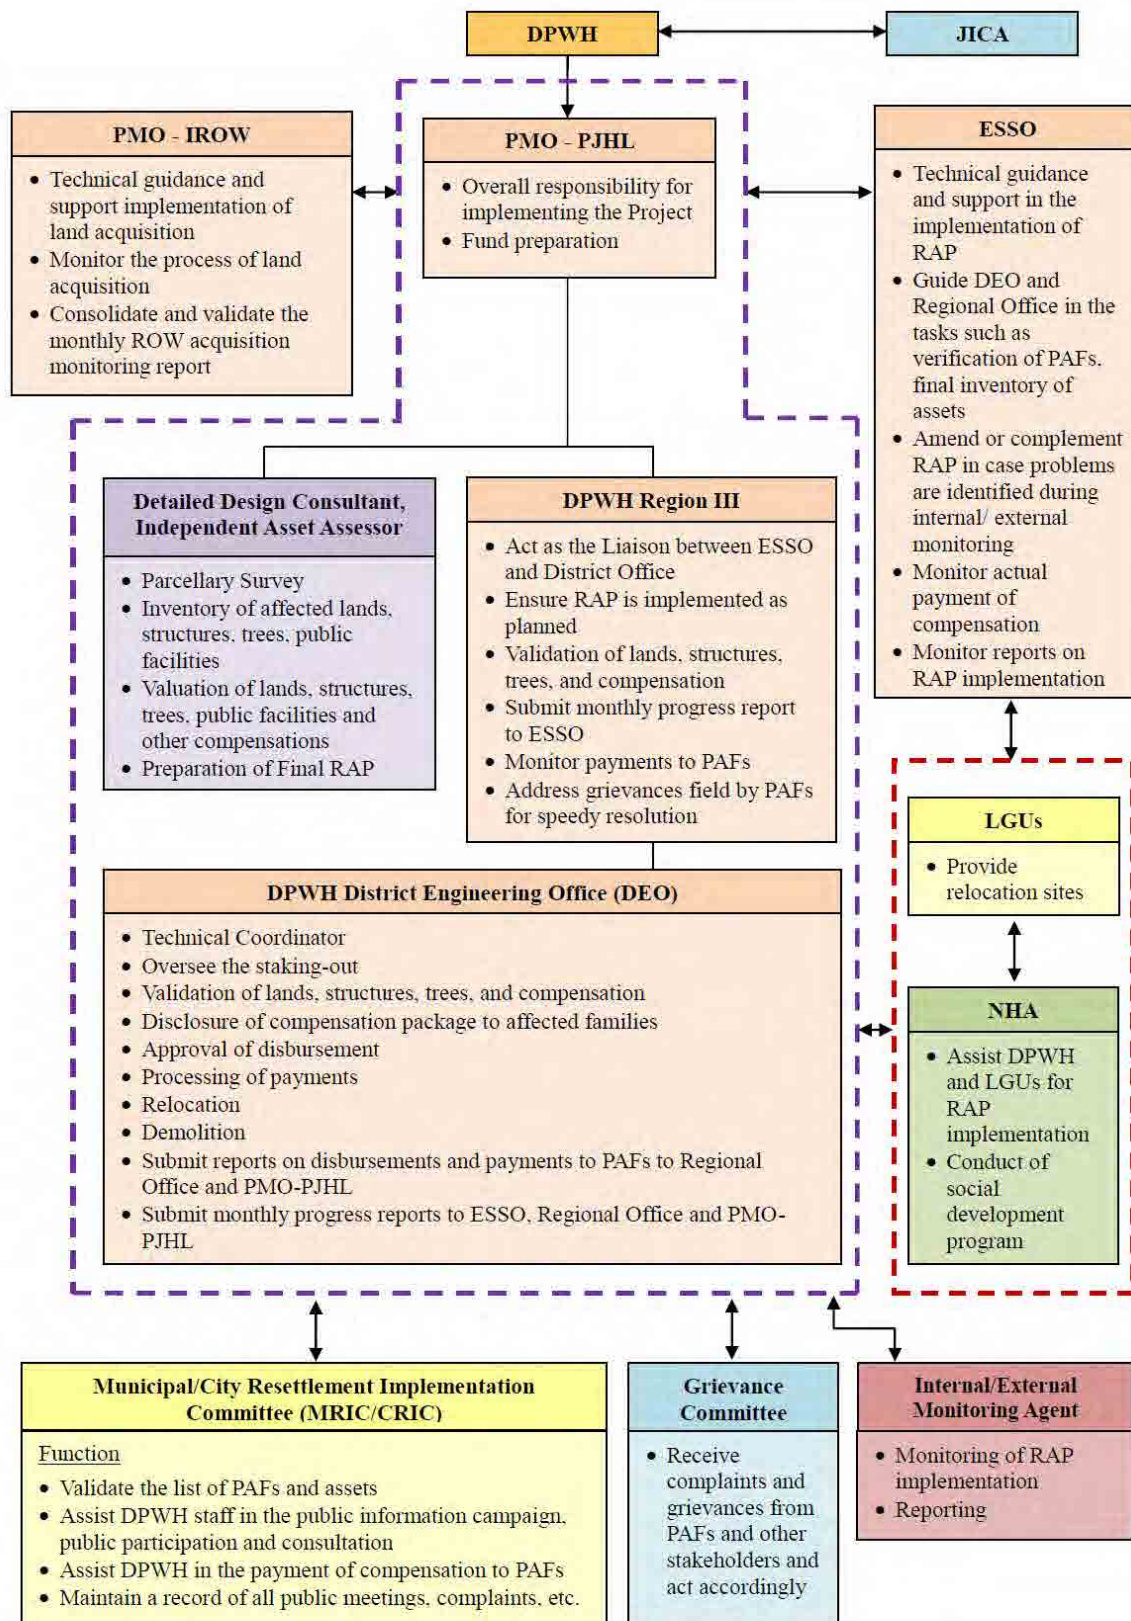 DPWH
JICA
PMO - IROW
• Technical guidance and
support implementation of
land acquisition
• Monitor the process of land
acquisition
• Consolidate and validate the
monthly ROW acquisition
monitoring report
PMO - PJHL
• Overall responsibility for
implementing the Project
• Fund preparation
ESSO
• Technical guidance
and support in the
implementation of
RAP
• Guide DEO and
Regional Office in the
tasks such as
verification of PAFs,
final inventory of
assets
• Amend or complement
RAP in case problems
are identified during
internal/ external
monitoring
• Monitor actual
payment of
compensation
• Monitor reports on
RAP implementation
Detailed Design Consultant,
Independent Asset Assessor
• Parcellary Survey
• Inventory of affected lands,
structures, trees, public
facilities
• Valuation of lands, structures,
trees, public facilities and
other compensations
• Preparation of Final RAP
DPWH Region III
• Act as the Liaison between ESSO
and District Office
• Ensure RAP is implemented as
planned
• Validation of lands, structures,
trees, and compensation
• Submit monthly progress report
to ESSO
• Monitor payments to PAFs
• Address grievances field by PAFs
for speedy resolution
LGUs
• Provide
relocation sites
DPWH District Engineering Office (DEO)
• Technical Coordinator
• Oversee the staking-out
• Validation of lands, structures, trees, and compensation
• Disclosure of compensation package to affected families
• Approval of disbursement
• Processing of payments
• Relocation
• Demolition
• Submit reports on disbursements and payments to PAFs to Regional
Office and PMO-PJHL
• Submit monthly progress reports to ESSO, Regional Office and PMO-
PJHL
NHA
• Assist DPWH
and LGUs for
RAP
implementation
• Conduct of
social
development
program
Municipal/City Resettlement Implementation
Committee (MRIC/CRIC)
Function
• Validate the list of PAFs and assets
• Assist DPWH staff in the public information campaign,
public participation and consultation
• Assist DPWH in the payment of compensation to PAFs
• Maintain a record of all public meetings, complaints, etc.
Grievance
Committee
• Receive
complaints and
grievances from
PAFs and other
stakeholders and
act accordingly
Internal/External
Monitoring Agent
• Monitoring of RAP
implementation
• Reporting